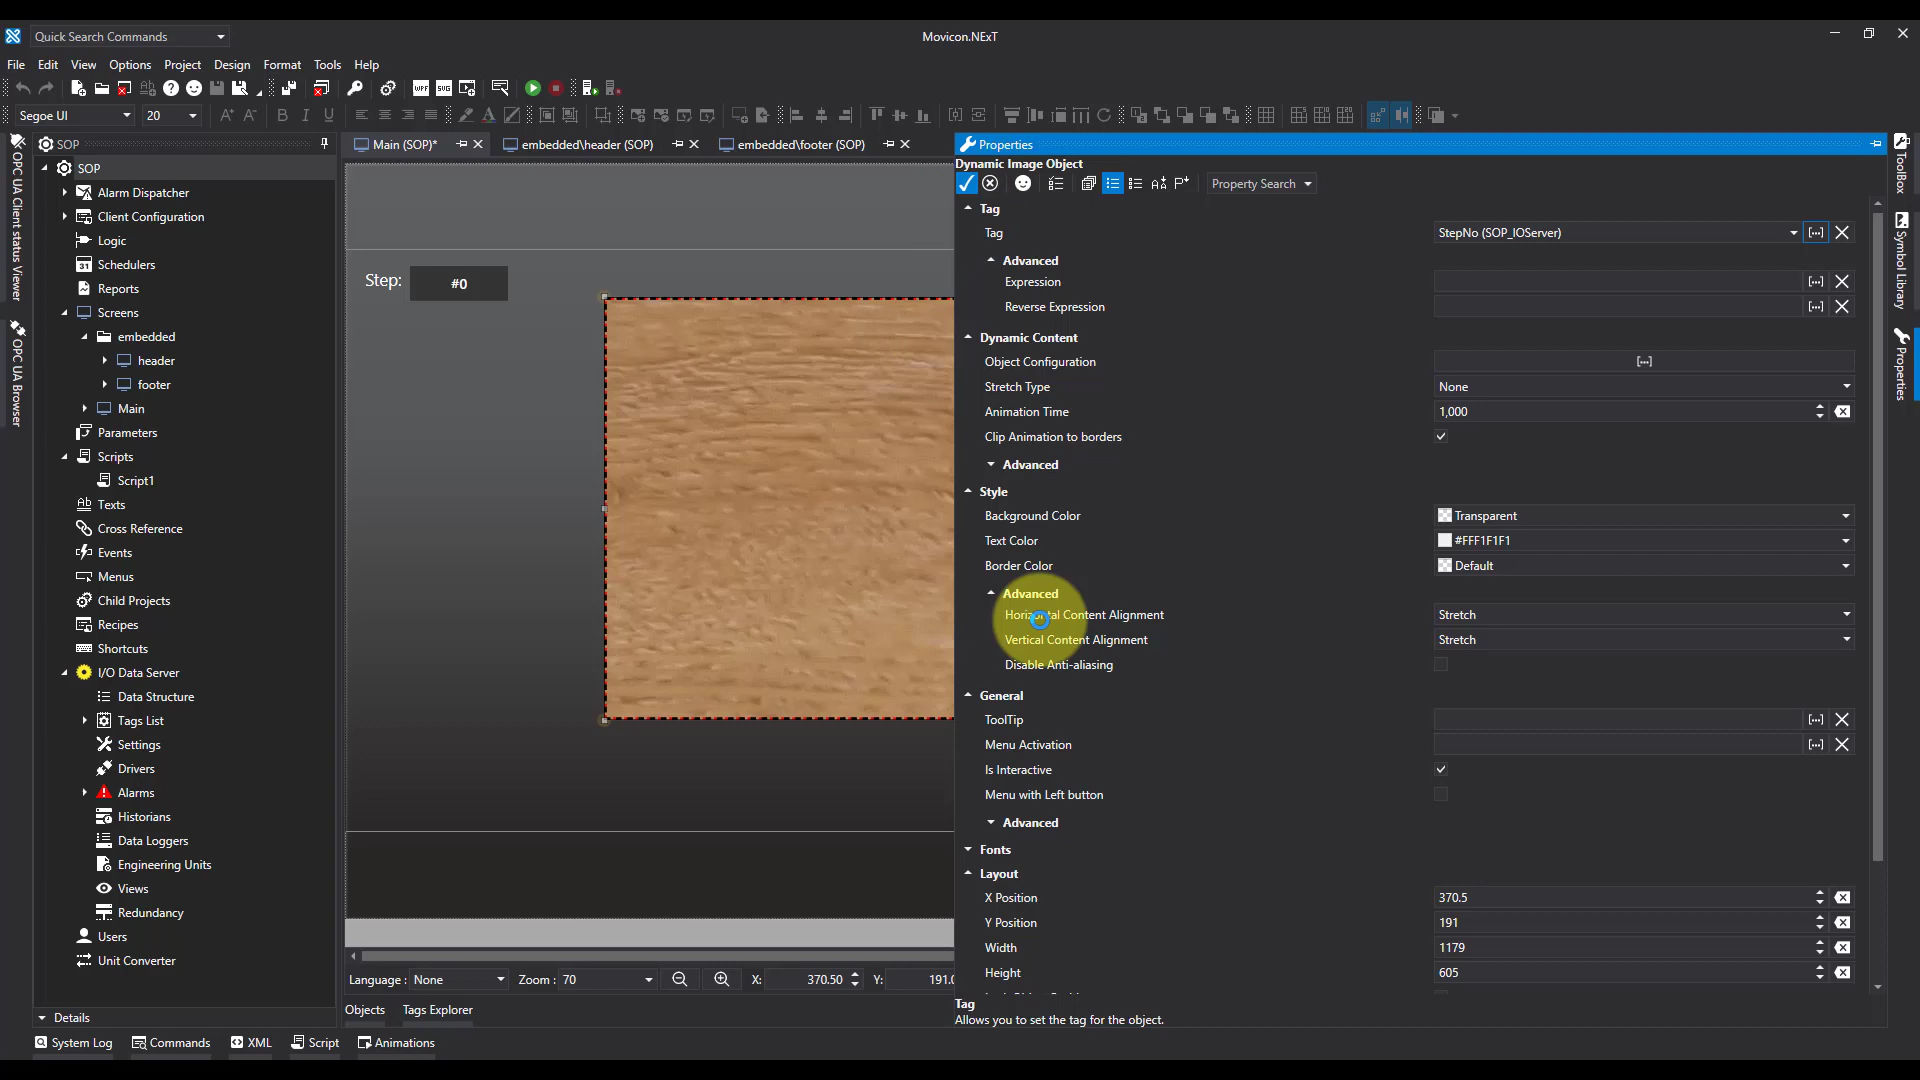 Quick Search Commands
Movicon.NExT
File Edit View Options Project Design Format Tools Help
WPF SVG
Segoe UI 20
SOP Main (SOP)* embedded\header (SOP) embedded\footer (SOP) Properties
Dynamic Image Object
SOP
Property Search
Alarm Dispatcher
Client Configuration
Logic
Schedulers
Reports
Screens
embedded
header
footer
Main
Parameters
Scripts
Script1
Texts
Cross Reference
Events
Menus
Child Projects
Recipes
Shortcuts
I/O Data Server
Data Structure
Tags List
Settings
Drivers
Alarms
Historians
Data Loggers
Engineering Units
Views
Redundancy
Users
Unit Converter
Details
OPC UA Client status Viewer
OPC UA Browser
Step: #0
Tag
Tag StepNo (SOP_IOServer)
Advanced
Expression
Reverse Expression
Dynamic Content
Object Configuration
Stretch Type None
Animation Time 1,000
Clip Animation to borders
Advanced
Style
Background Color Transparent
Text Color #FFF1F1F1
Border Color Default
Advanced
Horizontal Content Alignment Stretch
Vertical Content Alignment Stretch
Disable Anti-aliasing
General
ToolTip
Menu Activation
Is Interactive
Menu with Left button
Advanced
Fonts
Layout
X Position 370.5
Y Position 191
Width 1179
Height 605
Tag
Allows you to set the tag for the object.
ToolBox
Symbol Library
Properties
Language : None Zoom : 70 X: 370.50 Y: 191.0
Objects Tags Explorer
System Log Commands XML Script Animations